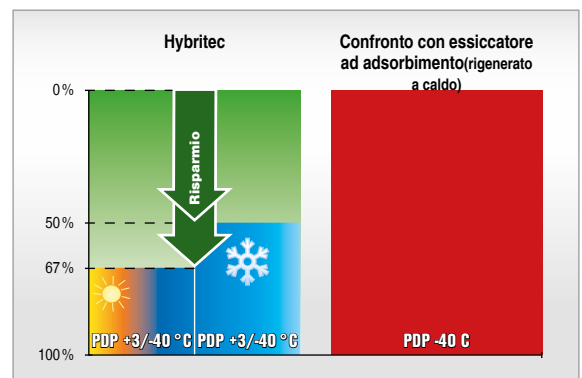 Hybritec
Confronto con essiccatore
ad adsorbimento(rigenerato
a caldo)
0 %
Risparmio
50 %
67 %
100 %
PDP +3/-40 °C
PDP +3/-40 °C
PDP -40 C